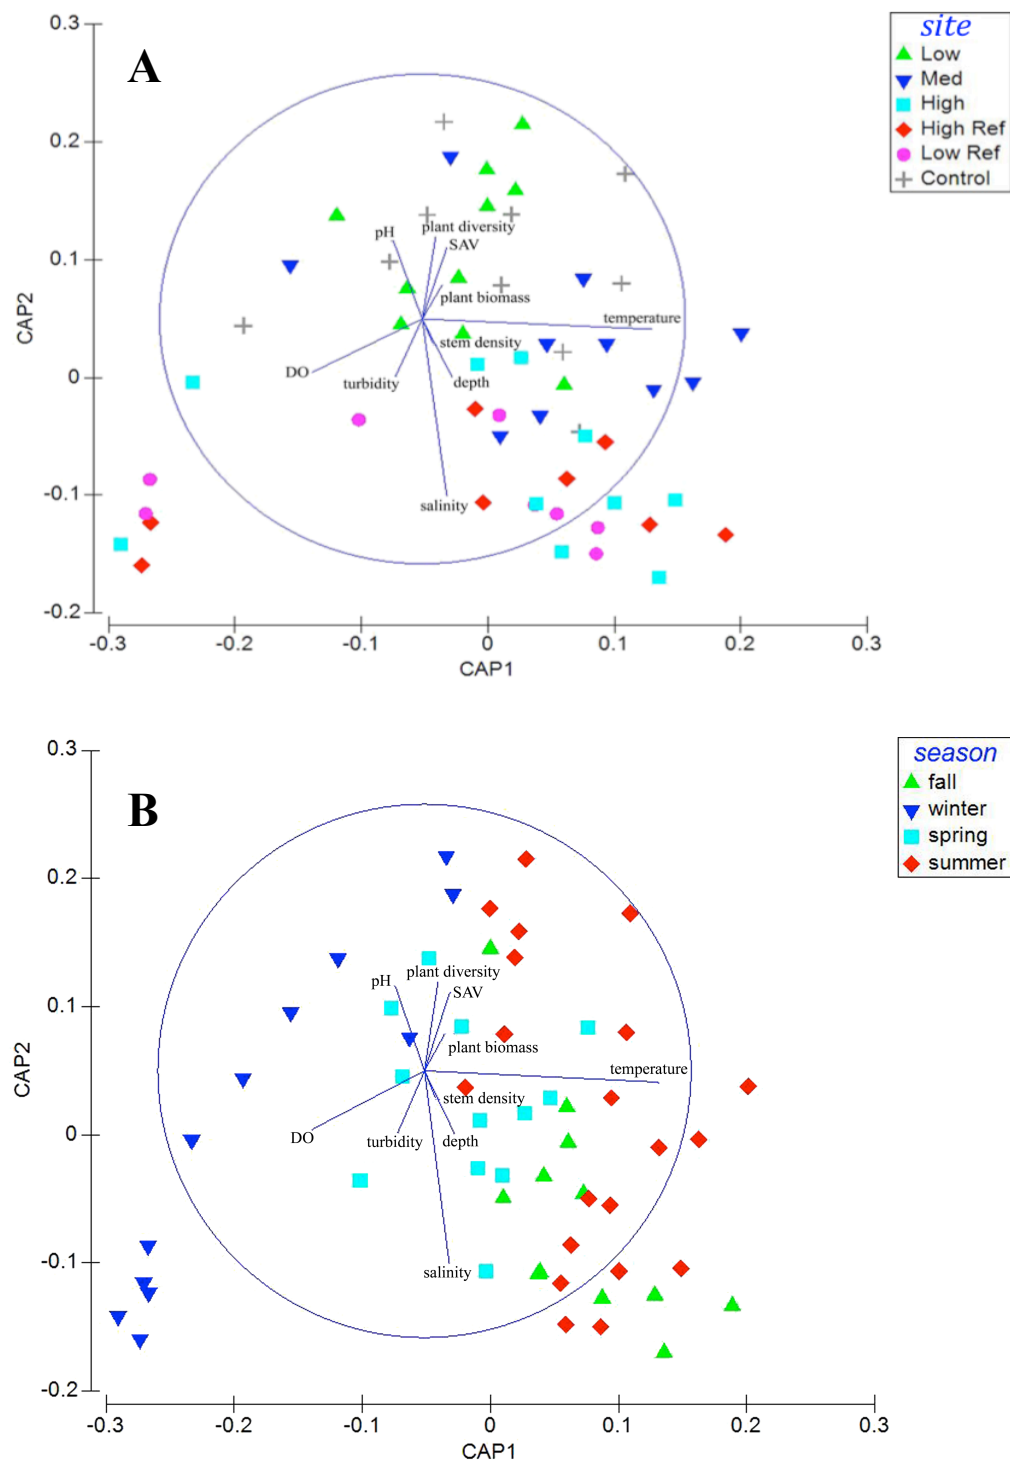 0.3
A
site
Low
Med
High
High Ref
Low Ref
Control
0.2
plant diversity
pH
SAV
0.1
plant biomass
temperature
CAP2
stem density
DO
turbidity
depth
0
-0.1
salinity
-0.2
-0.3 -0.2 -0.1 0 0.1 0.2 0.3
CAP1
0.3
B
season
fall
winter
spring
summer
0.2
plant diversity
pH
SAV
0.1
plant biomass
temperature
CAP2
stem density
DO
turbidity
depth
0
-0.1
salinity
-0.2
-0.3 -0.2 -0.1 0 0.1 0.2 0.3
CAP1